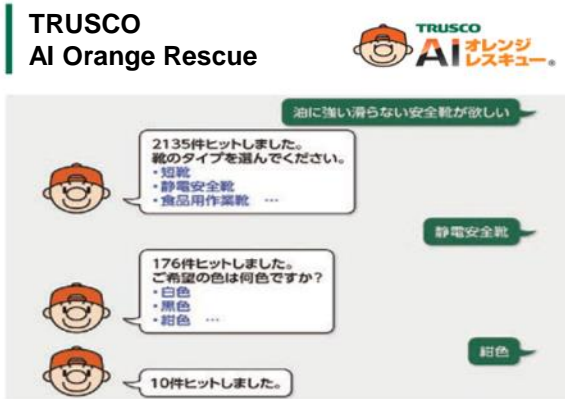 TRUSCO
AI Orange Rescue
TRUSCO
AI オレンジ
レスキュー®
油に強い滑らない安全靴が欲しい
2135件ヒットしました。
靴のタイプを選んでください。
・短靴
・静電安全靴
・食品用作業靴 …
静電安全靴
176件ヒットしました。
ご希望の色は何色ですか?
・白色
・黒色
・紺色 …
紺色
10件ヒットしました。